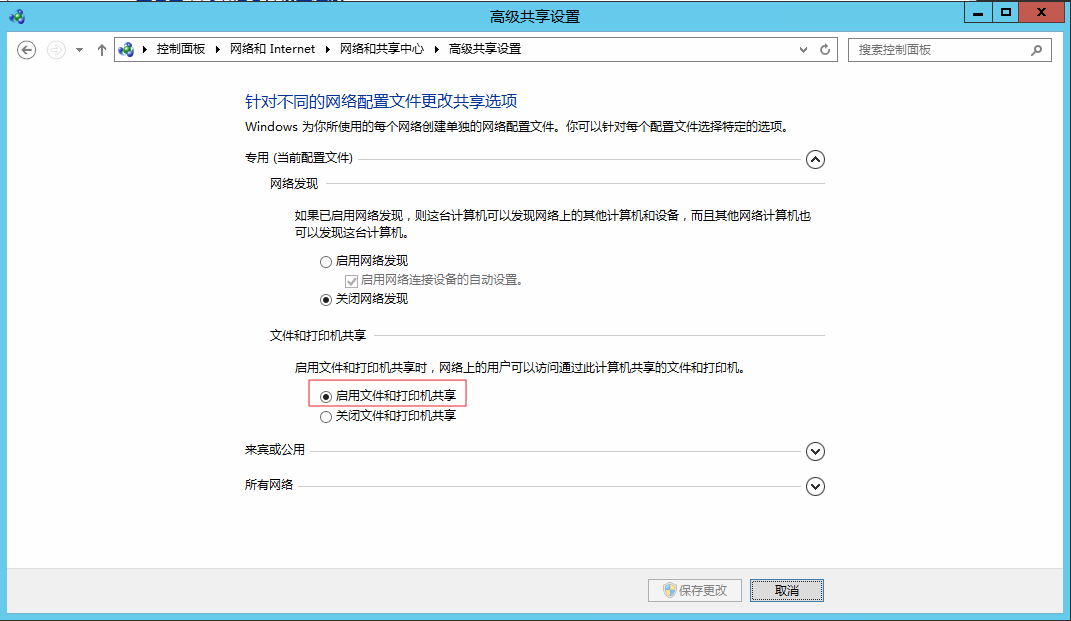 高级共享设置
控制面板 网络和 Internet 网络和共享中心 高级共享设置
搜索控制面板
针对不同的网络配置文件更改共享选项
Windows 为你所使用的每个网络创建单独的网络配置文件。你可以针对每个配置文件选择特定的选项。
专用 (当前配置文件)
网络发现
如果已启用网络发现，则这台计算机可以发现网络上的其他计算机和设备，而且其他网络计算机也
可以发现这台计算机。
启用网络发现
启用网络连接设备的自动设置。
关闭网络发现
文件和打印机共享
启用文件和打印机共享时，网络上的用户可以访问通过此计算机共享的文件和打印机。
启用文件和打印机共享
关闭文件和打印机共享
来宾或公用
所有网络
保存更改
取消